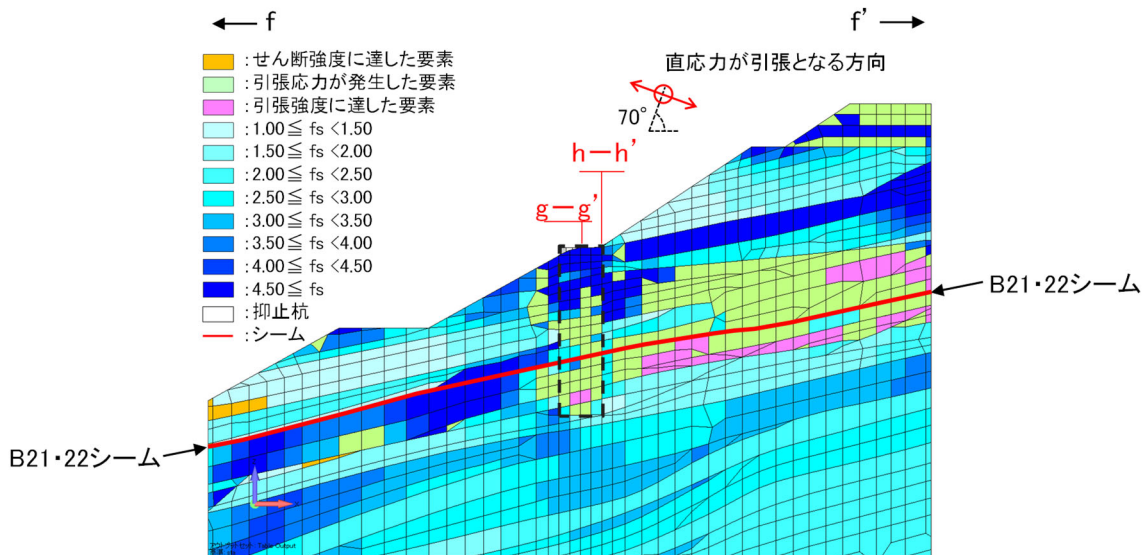 f
f'
:せん断強度に達した要素
:引張応力が発生した要素
:引張強度に達した要素
:1.00≦ fs <1.50
:1.50≦ fs <2.00
:2.00≦ fs <2.50
:2.50≦ fs <3.00
:3.00≦ fs <3.50
:3.50≦ fs <4.00
:4.00≦ fs <4.50
:4.50≦ fs
:抑止杭
:シーム
直応力が引張となる方向
70°
h－h'
g－g'
B21・22シーム
B21・22シーム